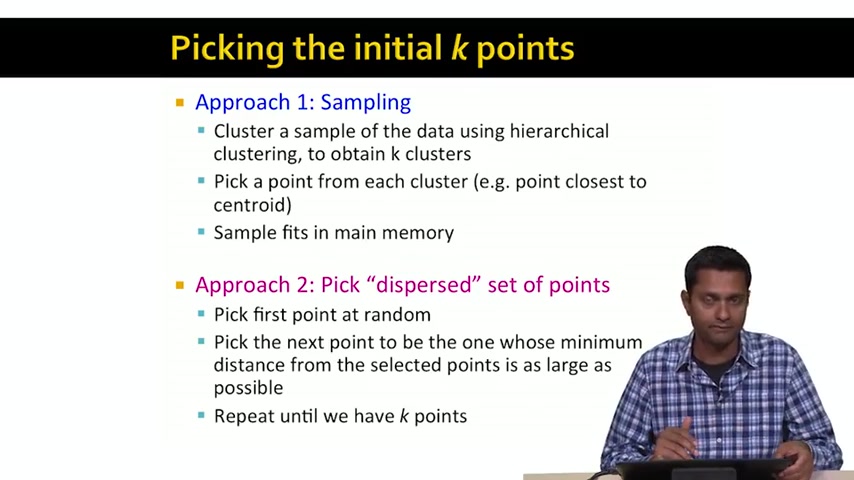 Picking the initial k points
Approach 1: Sampling
Cluster a sample of the data using hierarchical
clustering, to obtain k clusters
Pick a point from each cluster (e.g. point closest to
centroid)
Sample fits in main memory
Approach 2: Pick “dispersed” set of points
Pick first point at random
Pick the next point to be the one whose minimum
distance from the selected points is as large as
possible
Repeat until we have k points